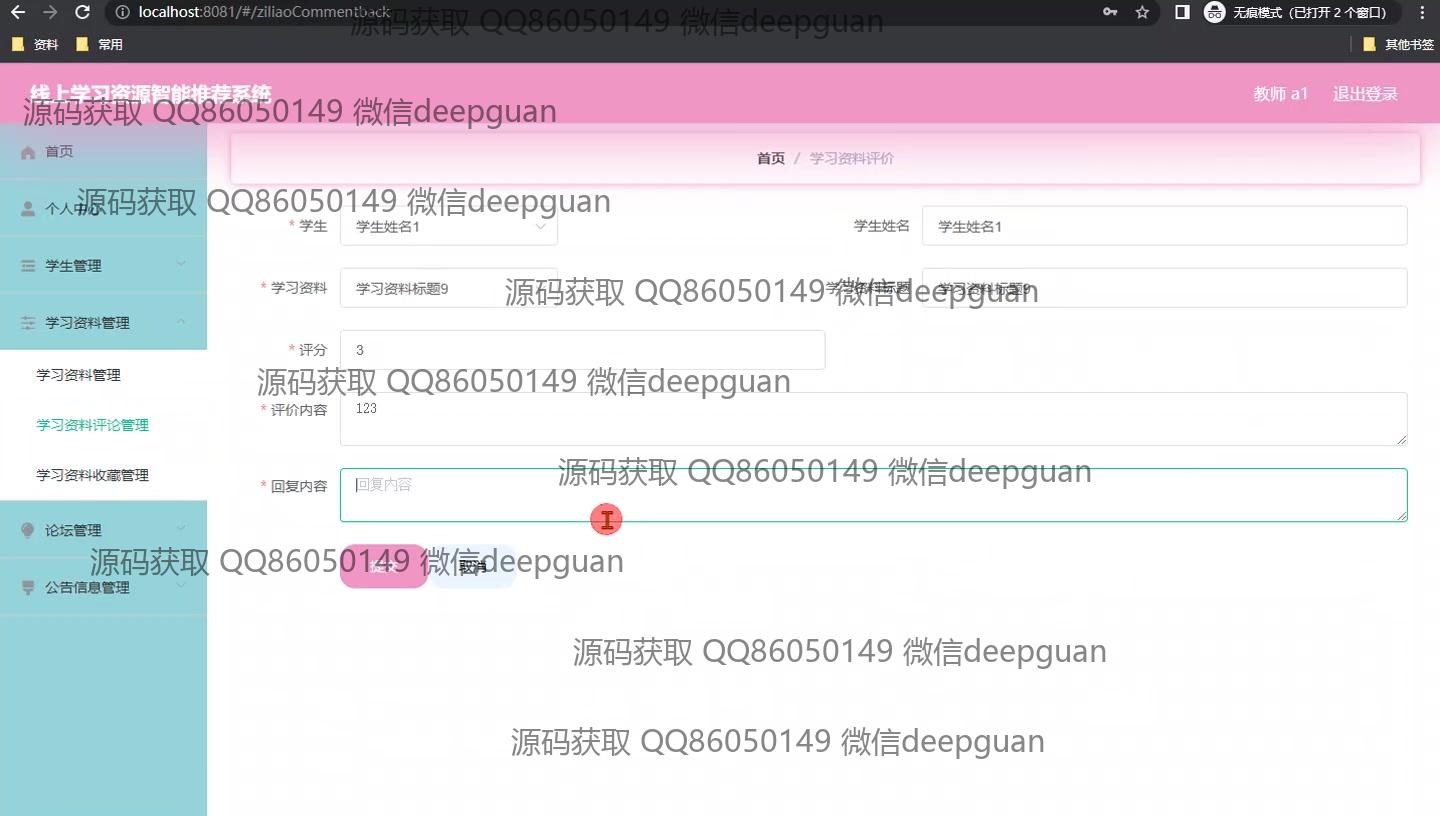 localhost:8081/#/ziliaoCommentback
无痕模式 (已打开 2 个窗口)
源码获取 QQ86050149 微信deepguan
资料
常用
其他书签
线上学习资源智能推荐系统
教师 a1
退出登录
源码获取 QQ86050149 微信deepguan
首页
首页 / 学习资料评价
个人中心
源码获取 QQ86050149 微信deepguan
* 学生
学生姓名1
学生姓名
学生姓名1
学生管理
* 学习资料
学习资料标题9
学习资料标题
学习资料标题9
源码获取 QQ86050149 微信deepguan
学习资料管理
* 评分
3
学习资料管理
源码获取 QQ86050149 微信deepguan
* 评价内容
123
学习资料评论管理
学习资料收藏管理
源码获取 QQ86050149 微信deepguan
* 回复内容
回复内容
论坛管理
源码获取 QQ86050149 微信deepguan
提交
取消
公告信息管理
源码获取 QQ86050149 微信deepguan
源码获取 QQ86050149 微信deepguan